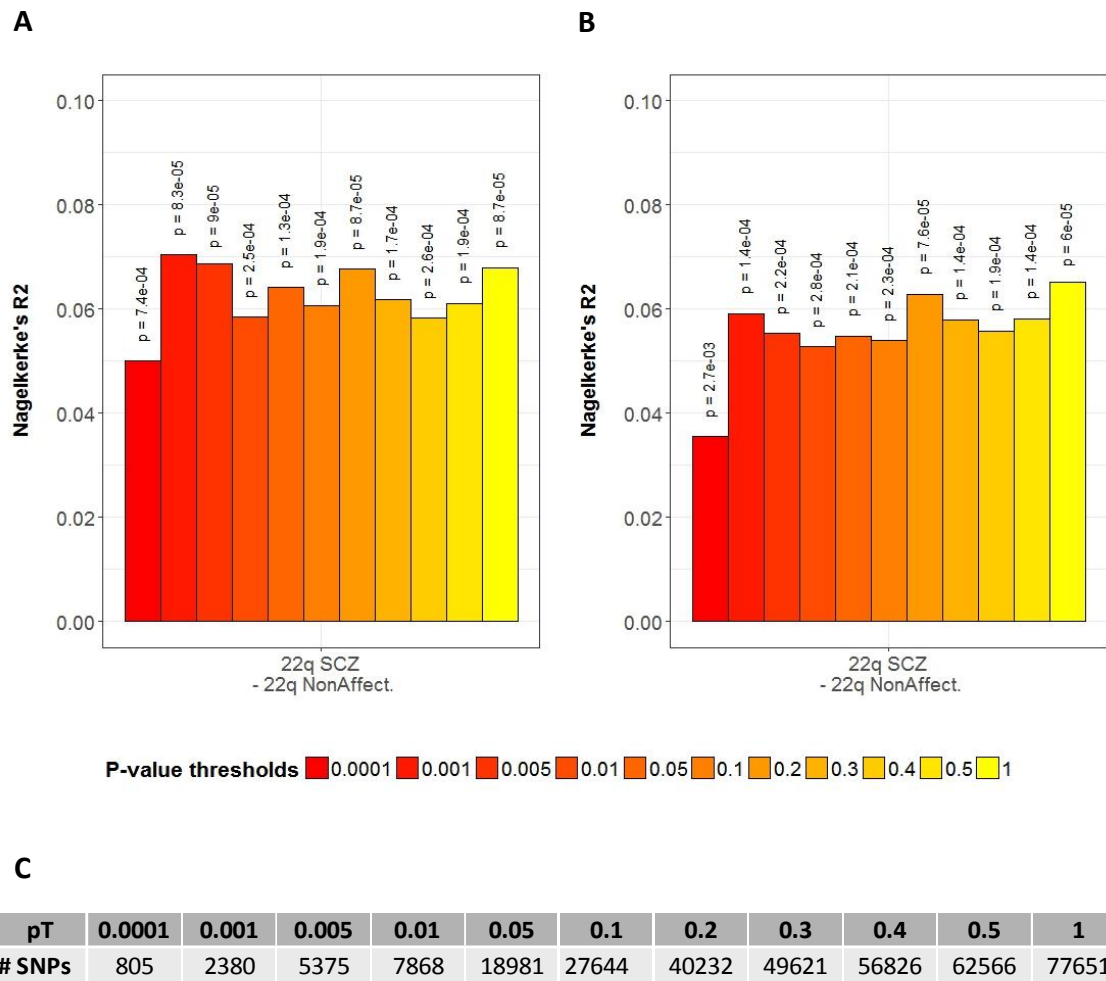 A
B
Nagelkerke's R2
0.10
0.08
0.06
0.04
0.02
0.00
p = 7.4e-04
p = 8.3e-05
p = 9e-05
p = 2.5e-04
p = 1.3e-04
p = 1.9e-04
p = 8.7e-05
p = 1.7e-04
p = 2.6e-04
p = 1.9e-04
p = 8.7e-05
22q SCZ
- 22q NonAffect.
Nagelkerke's R2
0.10
0.08
0.06
0.04
0.02
0.00
p = 2.7e-03
p = 1.4e-04
p = 2.2e-04
p = 2.8e-04
p = 2.1e-04
p = 2.3e-04
p = 7.6e-05
p = 1.4e-04
p = 1.9e-04
p = 1.4e-04
p = 6e-05
22q SCZ
- 22q NonAffect.
P-value thresholds 0.0001 0.001 0.005 0.01 0.05 0.1 0.2 0.3 0.4 0.5 1
C
pT 0.0001 0.001 0.005 0.01 0.05 0.1 0.2 0.3 0.4 0.5 1
# SNPs 805 2380 5375 7868 18981 27644 40232 49621 56826 62566 77651